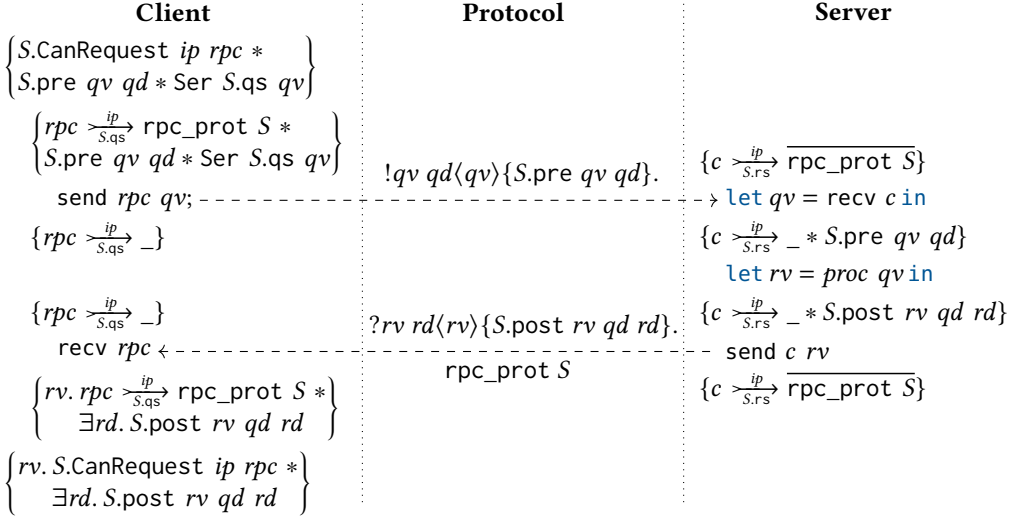 Client Protocol Server
{S.CanRequest ip rpc ∗
S.pre qv qd ∗ Ser S.qs qv}
{rpc ↣^{ip}_{S.qs} rpc_prot S ∗
S.pre qv qd ∗ Ser S.qs qv}
!qv qd⟨qv⟩{S.pre qv qd}.
{c ↣^{ip}_{S.rs} \overline{rpc_prot S}}
send rpc qv;
let qv = recv c in
{rpc ↣^{ip}_{S.qs} _}
{c ↣^{ip}_{S.rs} _ ∗ S.pre qv qd}
let rv = proc qv in
{rpc ↣^{ip}_{S.qs} _}
?rv rd⟨rv⟩{S.post rv qd rd}.
{c ↣^{ip}_{S.rs} _ ∗ S.post rv qd rd}
recv rpc
send c rv
rpc_prot S
{rv. rpc ↣^{ip}_{S.qs} rpc_prot S ∗
∃rd. S.post rv qd rd}
{c ↣^{ip}_{S.rs} \overline{rpc_prot S}}
{rv. S.CanRequest ip rpc ∗
∃rd. S.post rv qd rd}